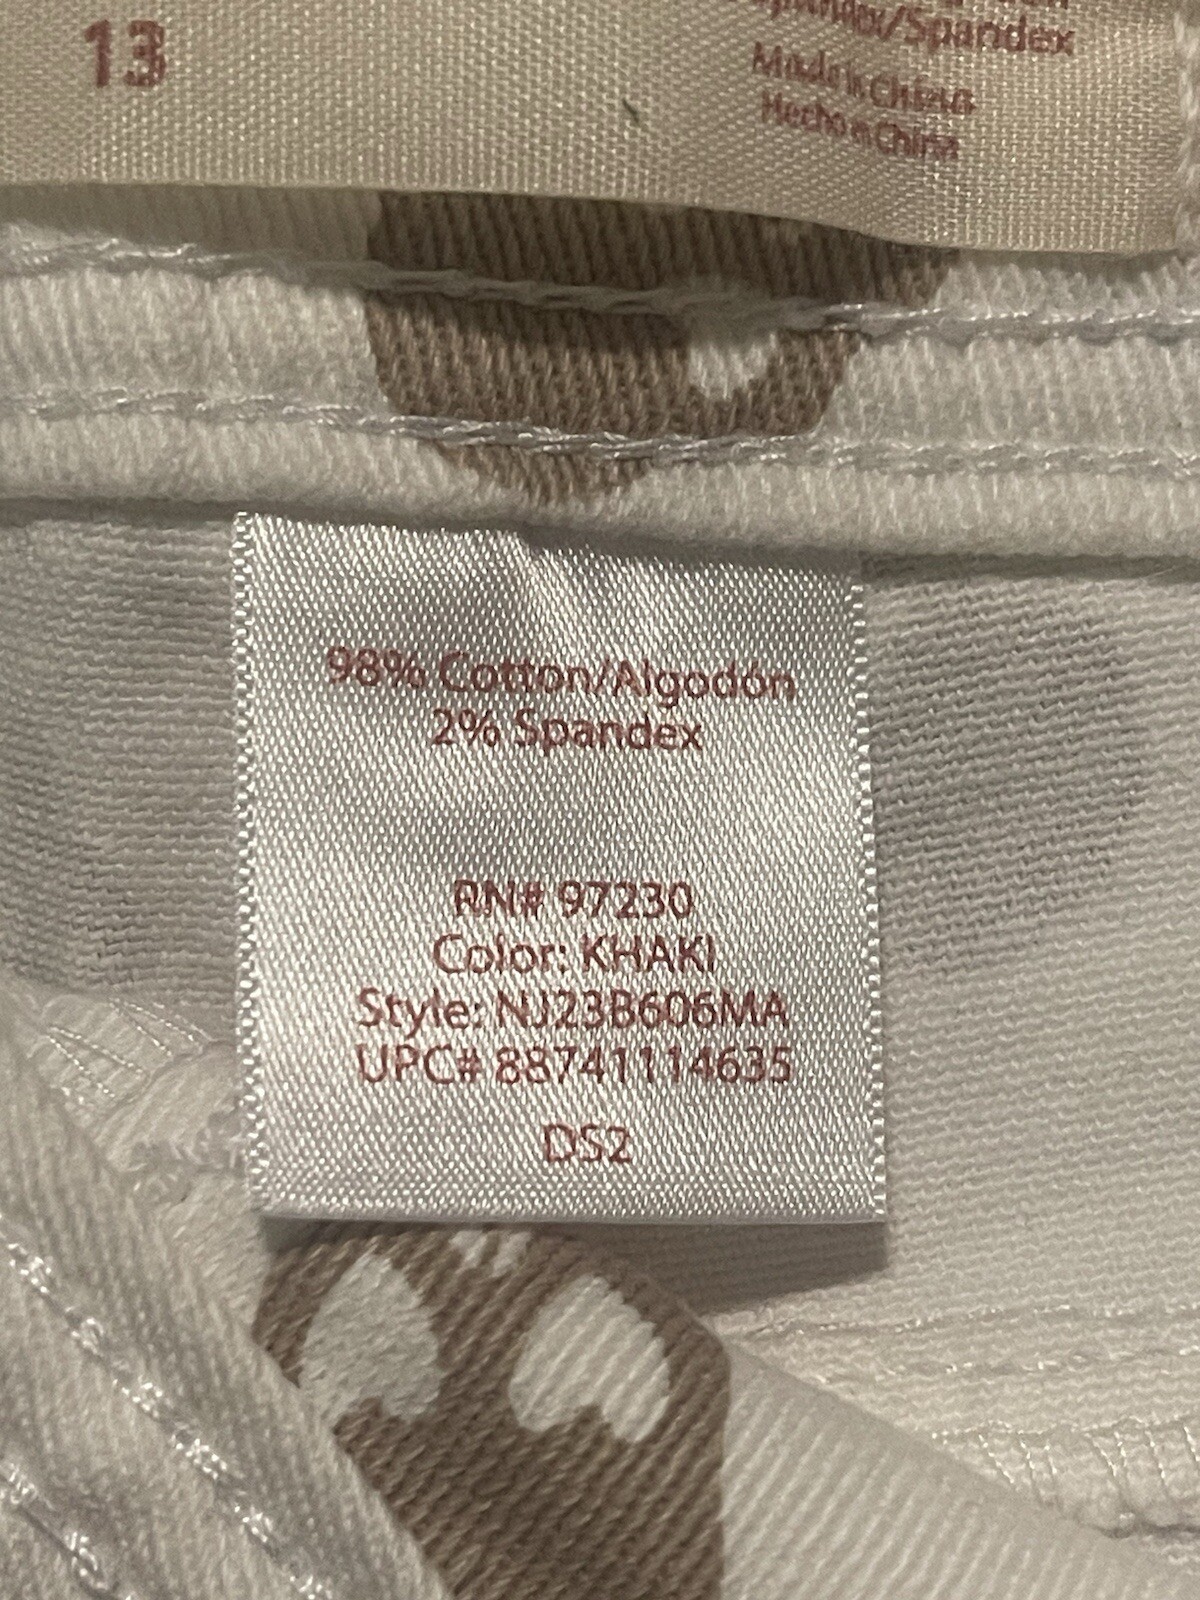 13
/Spandex
Made in China
Hecho en China
98% Cotton/Algodón
2% Spandex
RN# 97230
Color: KHAKI
Style: NJ23B606MA
UPC# 88741114635
DS2